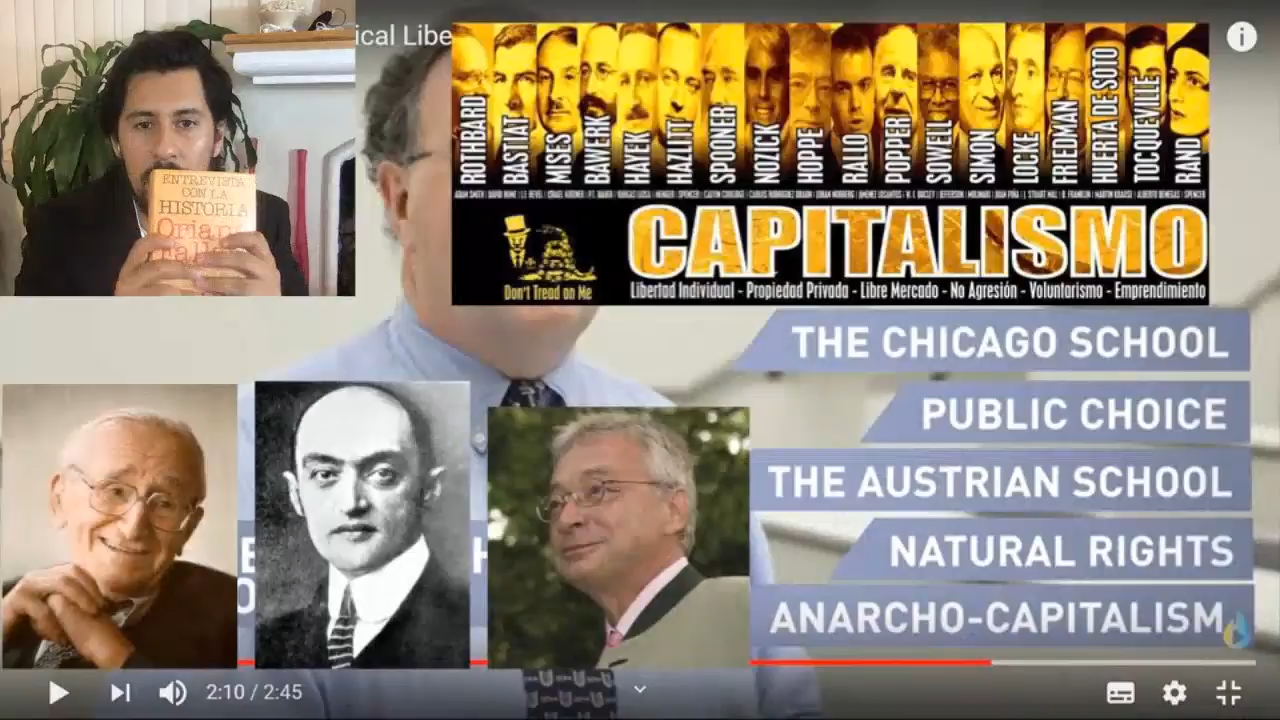 ical Libe
ENTREVISTA
CON LA
HISTORIA
ROTHBARD
BASTIAT
MISES
BAWERK
HAYEK
HAZLITT
SPOONER
NOZICK
HOPPE
RALLO
POPPER
SOWELL
SIMON
LOCKE
FRIEDMAN
HUERTA DE SOTO
TOCQUEVILLE
RAND
CAPITALISMO
Don't Tread on Me
Libertad Individual - Propiedad Privada - Libre Mercado - No Agresión - Voluntarismo - Emprendimiento
THE CHICAGO SCHOOL
PUBLIC CHOICE
THE AUSTRIAN SCHOOL
NATURAL RIGHTS
ANARCHO-CAPITALISM
2:10 / 2:45